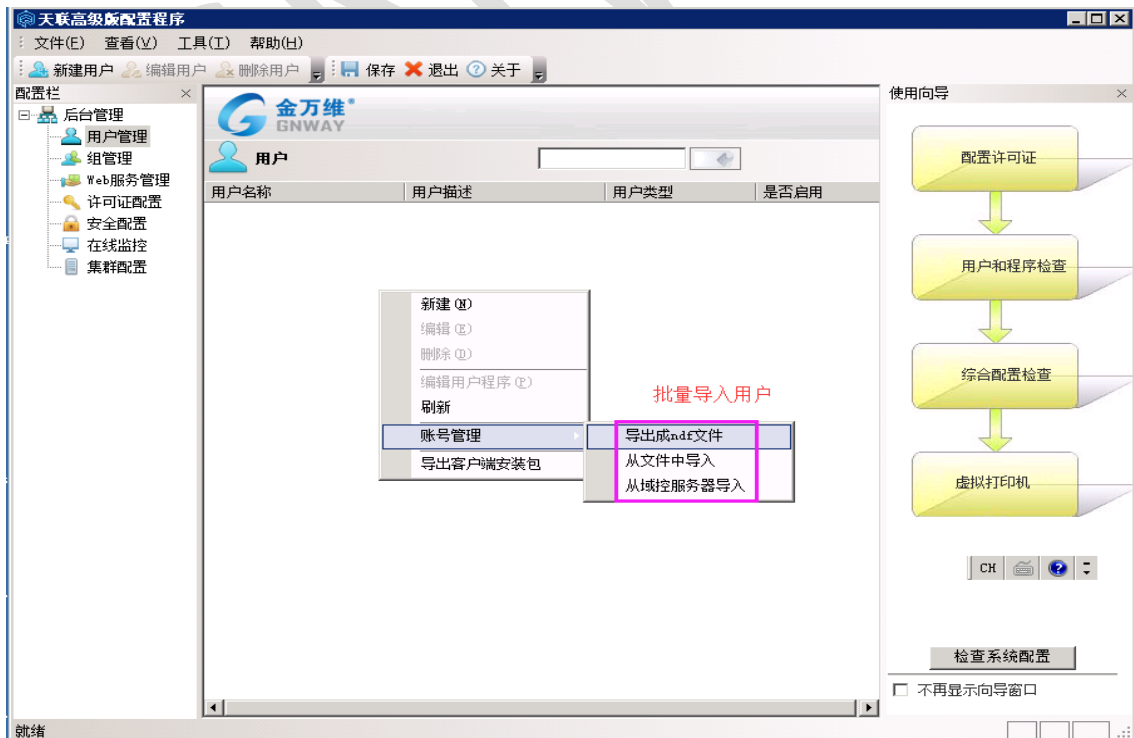 天联高级版配置程序
文件(F) 查看(V) 工具(T) 帮助(H)
新建用户 编辑用户 删除用户 保存 退出 关于
配置栏
后台管理
用户管理
组管理
Web服务管理
许可证配置
安全配置
在线监控
集群配置
金万维®
GNWAY
用户
用户名称 用户描述 用户类型 是否启用
新建(N)
编辑(E)
删除(D)
编辑用户程序(P)
刷新
账号管理
导出客户端安装包
批量导入用户
导出成ndf文件
从文件中导入
从域控服务器导入
使用向导
配置许可证
用户和程序检查
综合配置检查
虚拟打印机
CH
检查系统配置
不再显示向导窗口
就绪